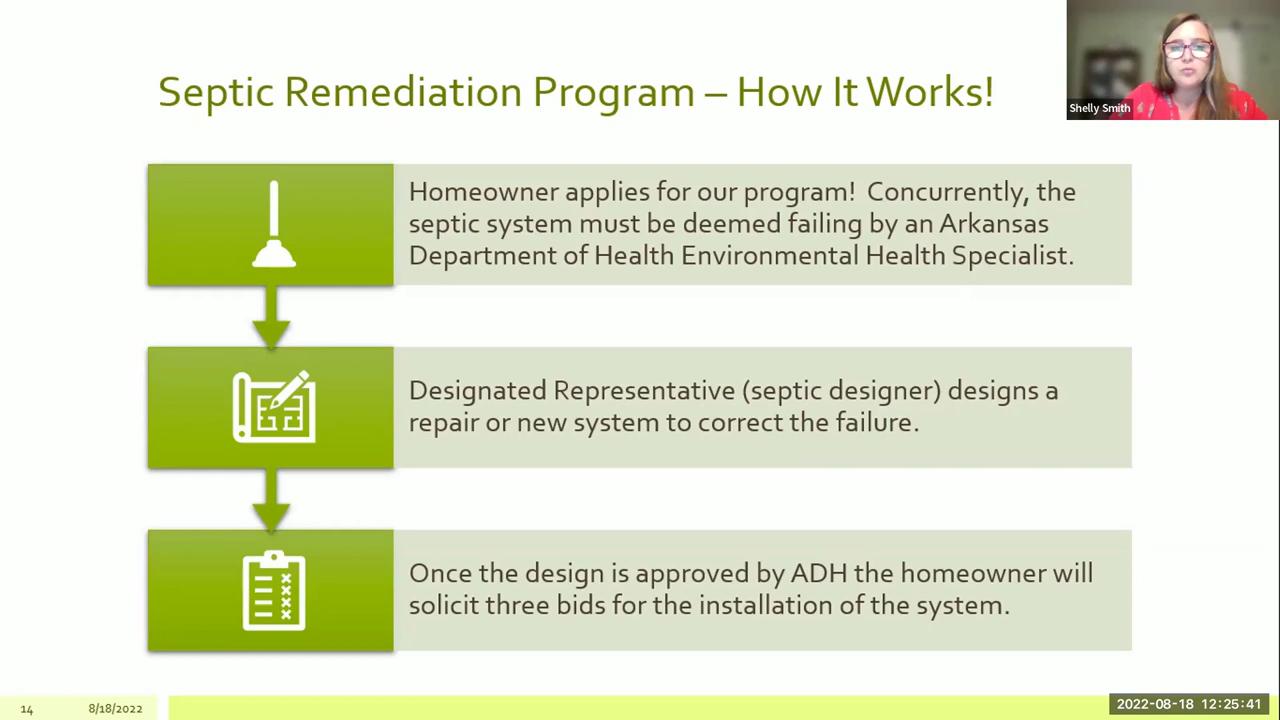 Septic Remediation Program – How It Works!
Shelly Smith
Homeowner applies for our program!  Concurrently, the
septic system must be deemed failing by an Arkansas
Department of Health Environmental Health Specialist.
Designated Representative (septic designer) designs a
repair or new system to correct the failure.
Once the design is approved by ADH the homeowner will
solicit three bids for the installation of the system.
14
8/18/2022
2022-08-18 12:25:41